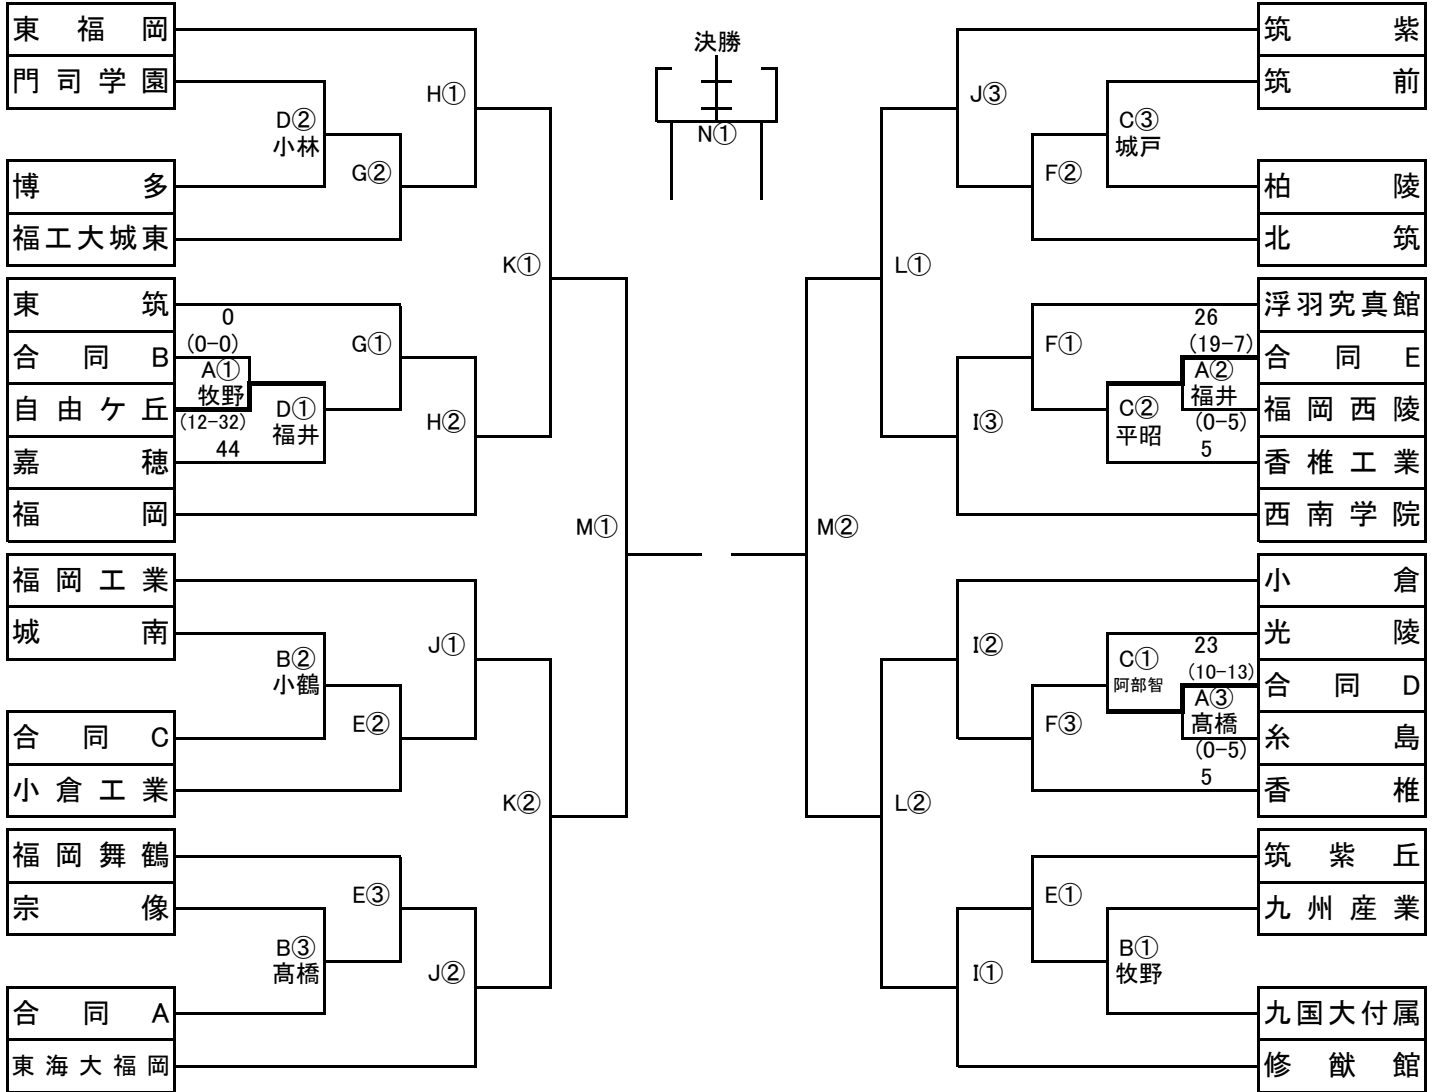 決勝
N①
東福岡
門司学園
博多
福工大城東
東筑
合同B
自由ケ丘
嘉穂
福岡
福岡工業
城南
合同C
小倉工業
福岡舞鶴
宗像
合同A
東海大福岡
0
(0-0)
A①
牧野
(12-32)
44
D②
小林
D①
福井
B②
小鶴
B③
髙橋
G②
G①
E②
E③
H①
H②
J①
J②
K①
K②
M①
M②
L①
L②
J③
I③
I②
I①
F②
F①
F③
E①
C③
城戸
C②
平昭
C①
阿部智
B①
牧野
26
(19-7)
A②
福井
(0-5)
5
23
(10-13)
A③
髙橋
(0-5)
5
筑紫
筑前
柏陵
北筑
浮羽究真館
合同E
福岡西陵
香椎工業
西南学院
小倉
光陵
合同D
糸島
香椎
筑紫丘
九州産業
九国大付属
修猷館